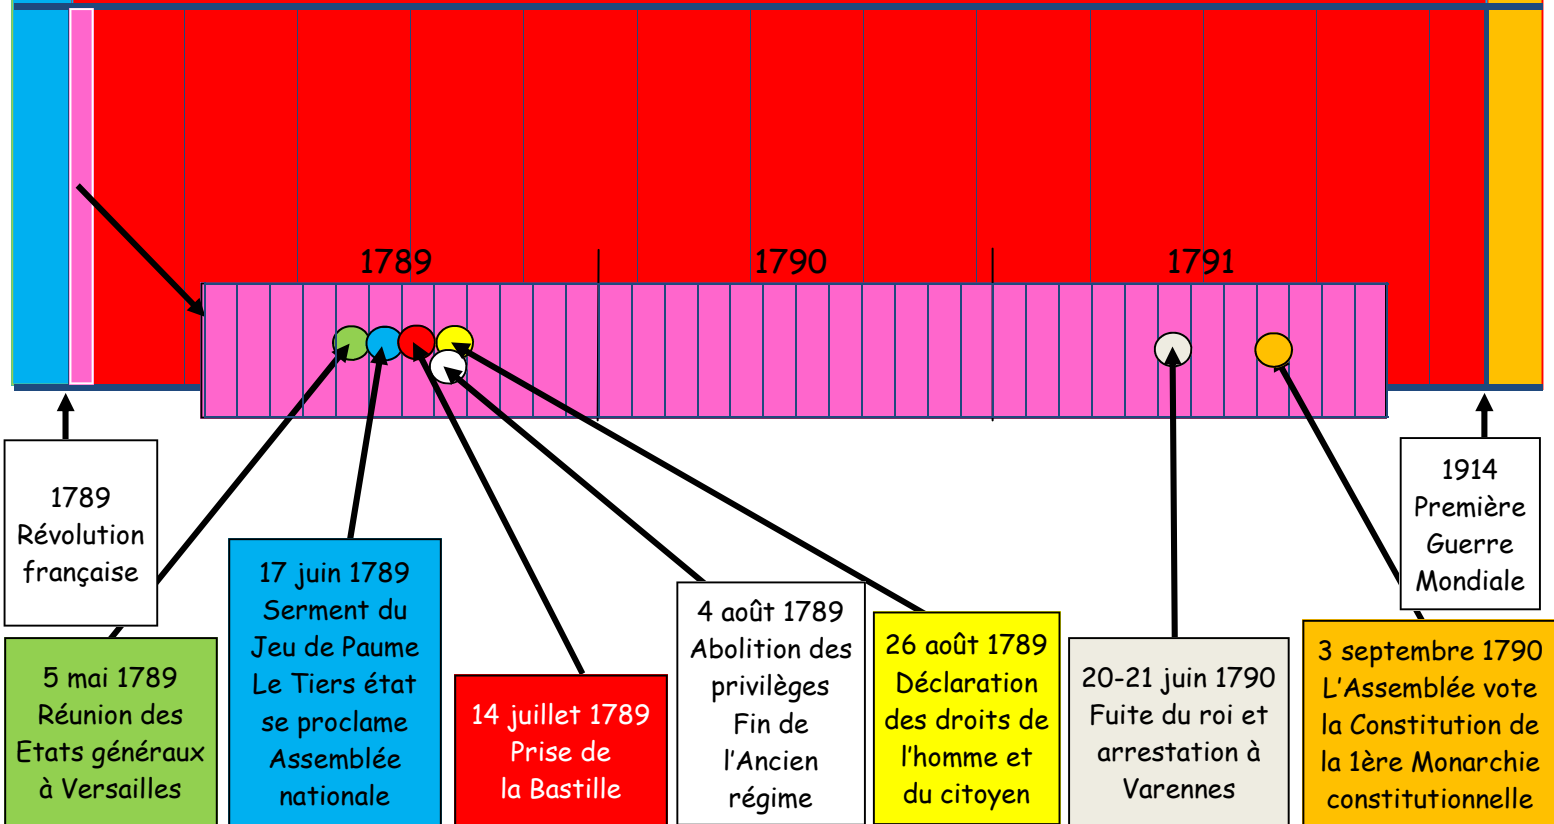 1789
1790
1791
1789
Révolution
française
1914
Première
Guerre
Mondiale
5 mai 1789
Réunion des
Etats généraux
à Versailles
17 juin 1789
Serment du
Jeu de Paume
Le Tiers état
se proclame
Assemblée
nationale
14 juillet 1789
Prise de
la Bastille
4 août 1789
Abolition des
privilèges
Fin de
l'Ancien
régime
26 août 1789
Déclaration
des droits de
l'homme et
du citoyen
20-21 juin 1790
Fuite du roi et
arrestation à
Varennes
3 septembre 1790
L'Assemblée vote
la Constitution de
la 1ère Monarchie
constitutionnelle